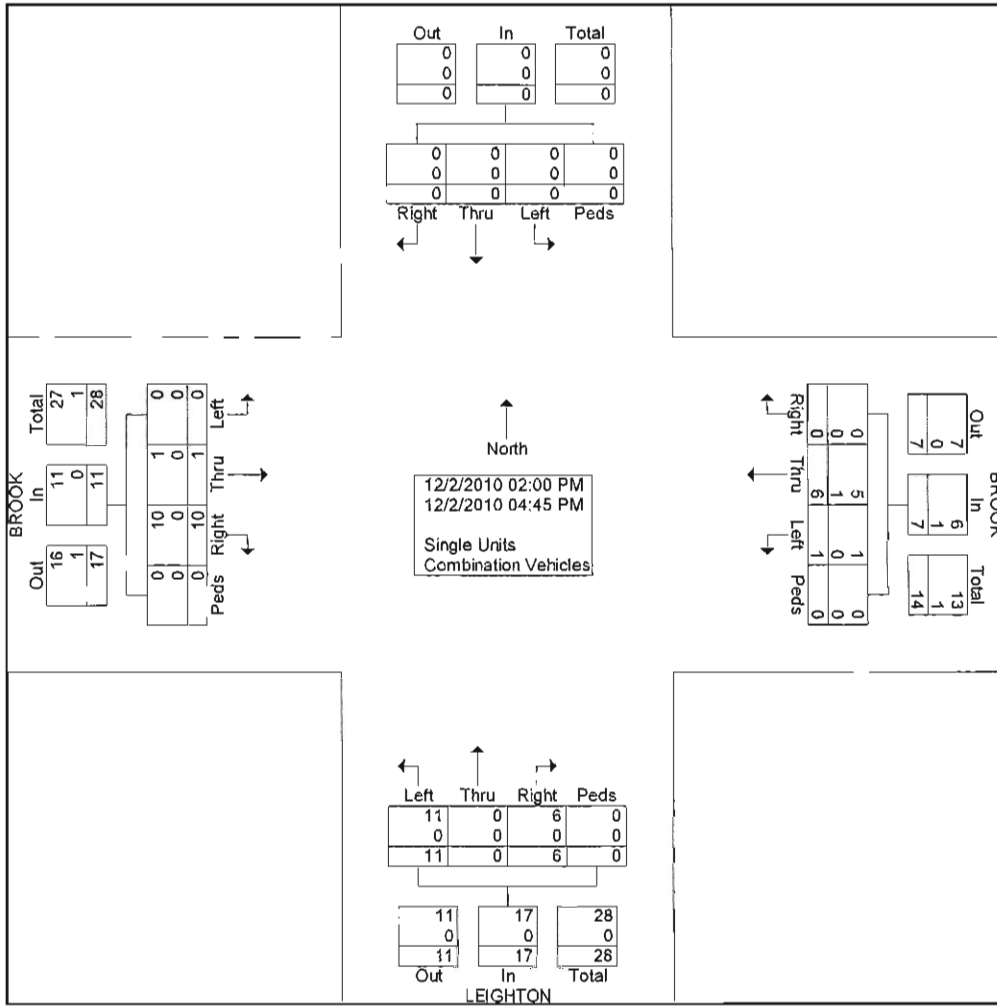 Out In Total
0 0 0
0 0 0
0 0 0
0 0 0 0
0 0 0 0
0 0 0 0
Right Thru Left Peds
BROOK
Total In Out
27 11 16
1 0 1
28 11 17
0 1 10 0
0 0 0 0
0 1 10 0
Left Thru Right Peds
North
12/2/2010 02:00 PM
12/2/2010 04:45 PM
Single Units
Combination Vehicles
Right Thru Left Peds
0 5 1 0
0 1 0 0
0 6 1 0
Out In Total
7 6 13
0 1 1
7 7 14
BROOK
Left Thru Right Peds
11 0 6 0
0 0 0 0
11 0 6 0
11 17 28
0 0 0
11 17 28
Out In Total
LEIGHTON